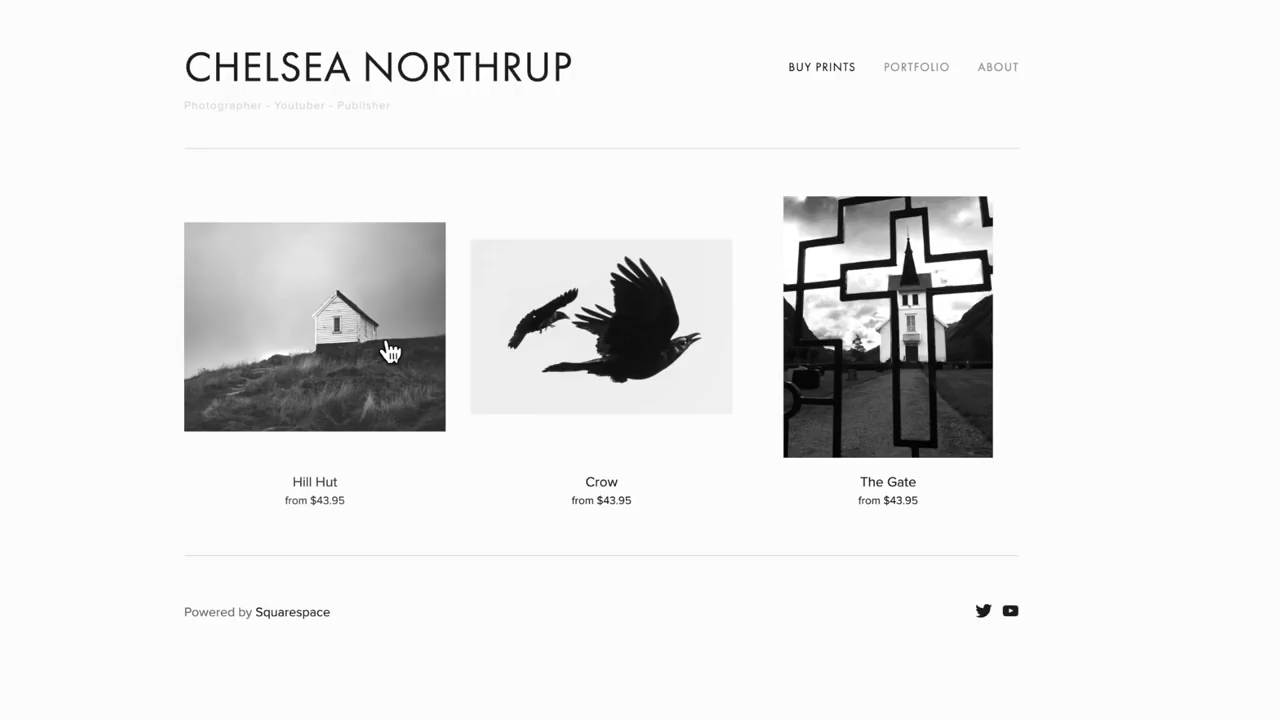 CHELSEA NORTHRUP
BUY PRINTS PORTFOLIO ABOUT
Photographer - Youtuber - Publisher
Hill Hut
from $43.95
Crow
from $43.95
The Gate
from $43.95
Powered by Squarespace